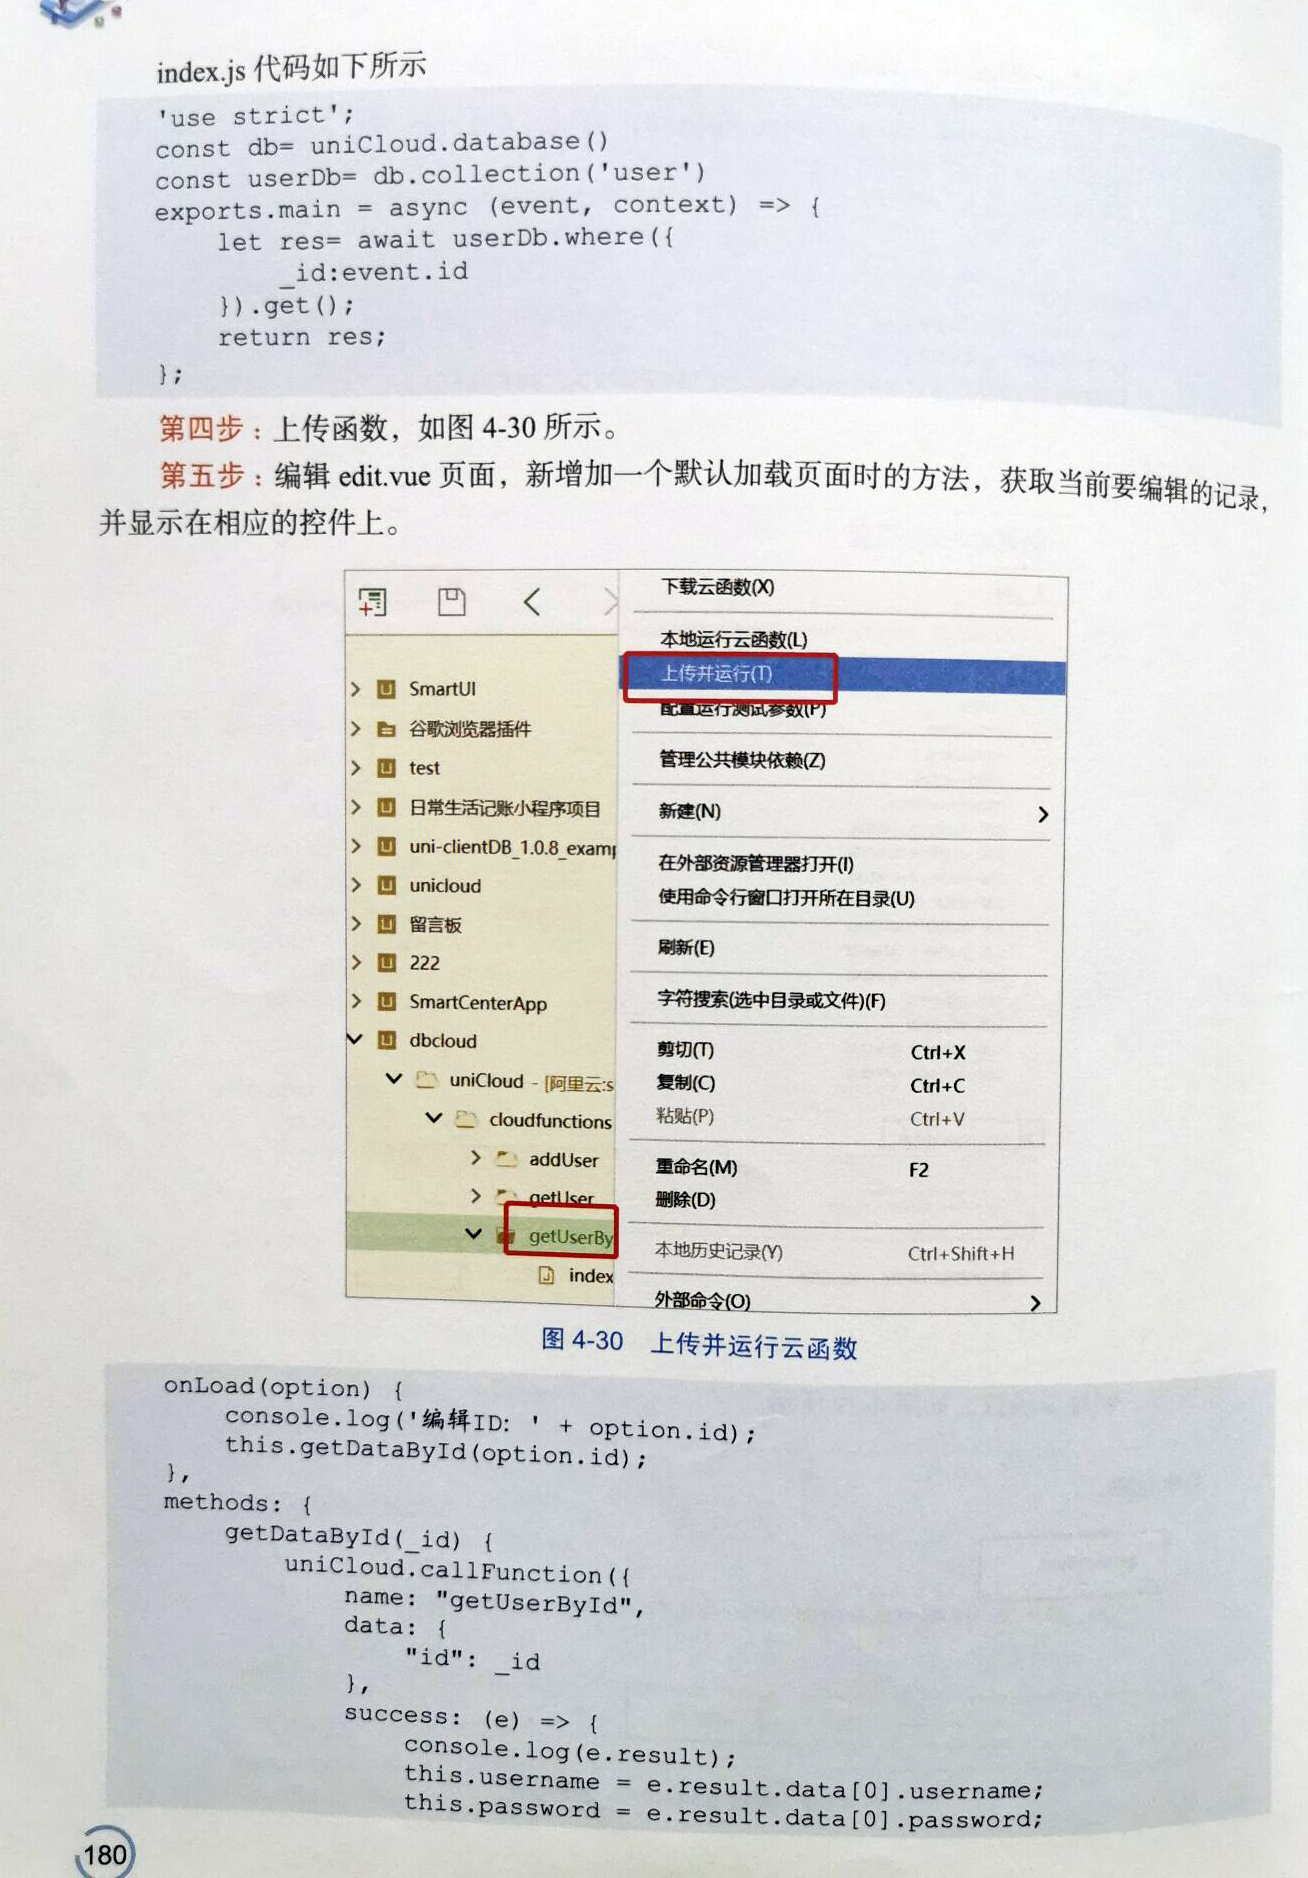 index.js 代码如下所示
'use strict';
const db= uniCloud.database()
const userDb= db.collection('user')
exports.main = async (event, context) => {
    let res= await userDb.where({
        _id:event.id
    }).get();
    return res;
};
第四步：上传函数，如图 4-30 所示。
第五步：编辑 edit.vue 页面，新增加一个默认加载页面时的方法，获取当前要编辑的记录，
并显示在相应的控件上。
SmartUI
谷歌浏览器插件
test
日常生活记账小程序项目
uni-clientDB_1.0.8_examp
unicloud
留言板
222
SmartCenterApp
dbcloud
uniCloud - [阿里云:s
cloudfunctions
addUser
getUser
getUserBy
index
下载云函数(X)
本地运行云函数(L)
上传并运行(T)
配置运行测试参数(P)
管理公共模块依赖(Z)
新建(N)
在外部资源管理器打开(I)
使用命令行窗口打开所在目录(U)
刷新(E)
字符搜索(选中目录或文件)(F)
剪切(T) Ctrl+X
复制(C) Ctrl+C
粘贴(P) Ctrl+V
重命名(M) F2
删除(D)
本地历史记录(Y) Ctrl+Shift+H
外部命令(O)
图 4-30 上传并运行云函数
onLoad(option) {
    console.log('编辑ID: ' + option.id);
    this.getDataById(option.id);
},
methods: {
    getDataById(_id) {
        uniCloud.callFunction({
            name: "getUserById",
            data: {
                "id": _id
            },
            success: (e) => {
                console.log(e.result);
                this.username = e.result.data[0].username;
                this.password = e.result.data[0].password;
180